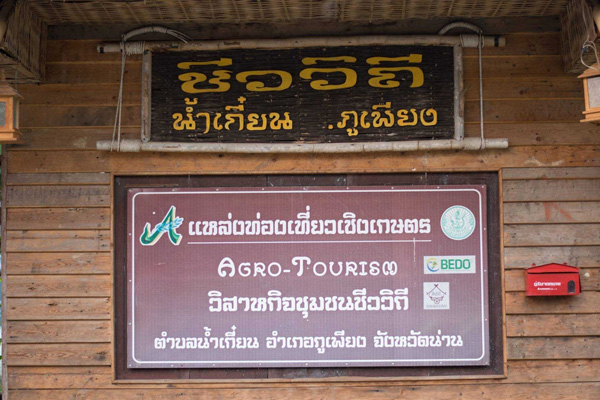 ชีววิถี
น้ำเกี๋ยน .ภูเพียง
แหล่งท่องเที่ยวเชิงเกษตร
AGRO-TOURISM
BEDO
วิสาหกิจชุมชนชีววิถี
ตำบลน้ำเกี๋ยน อำเภอภูเพียง จังหวัดน่าน